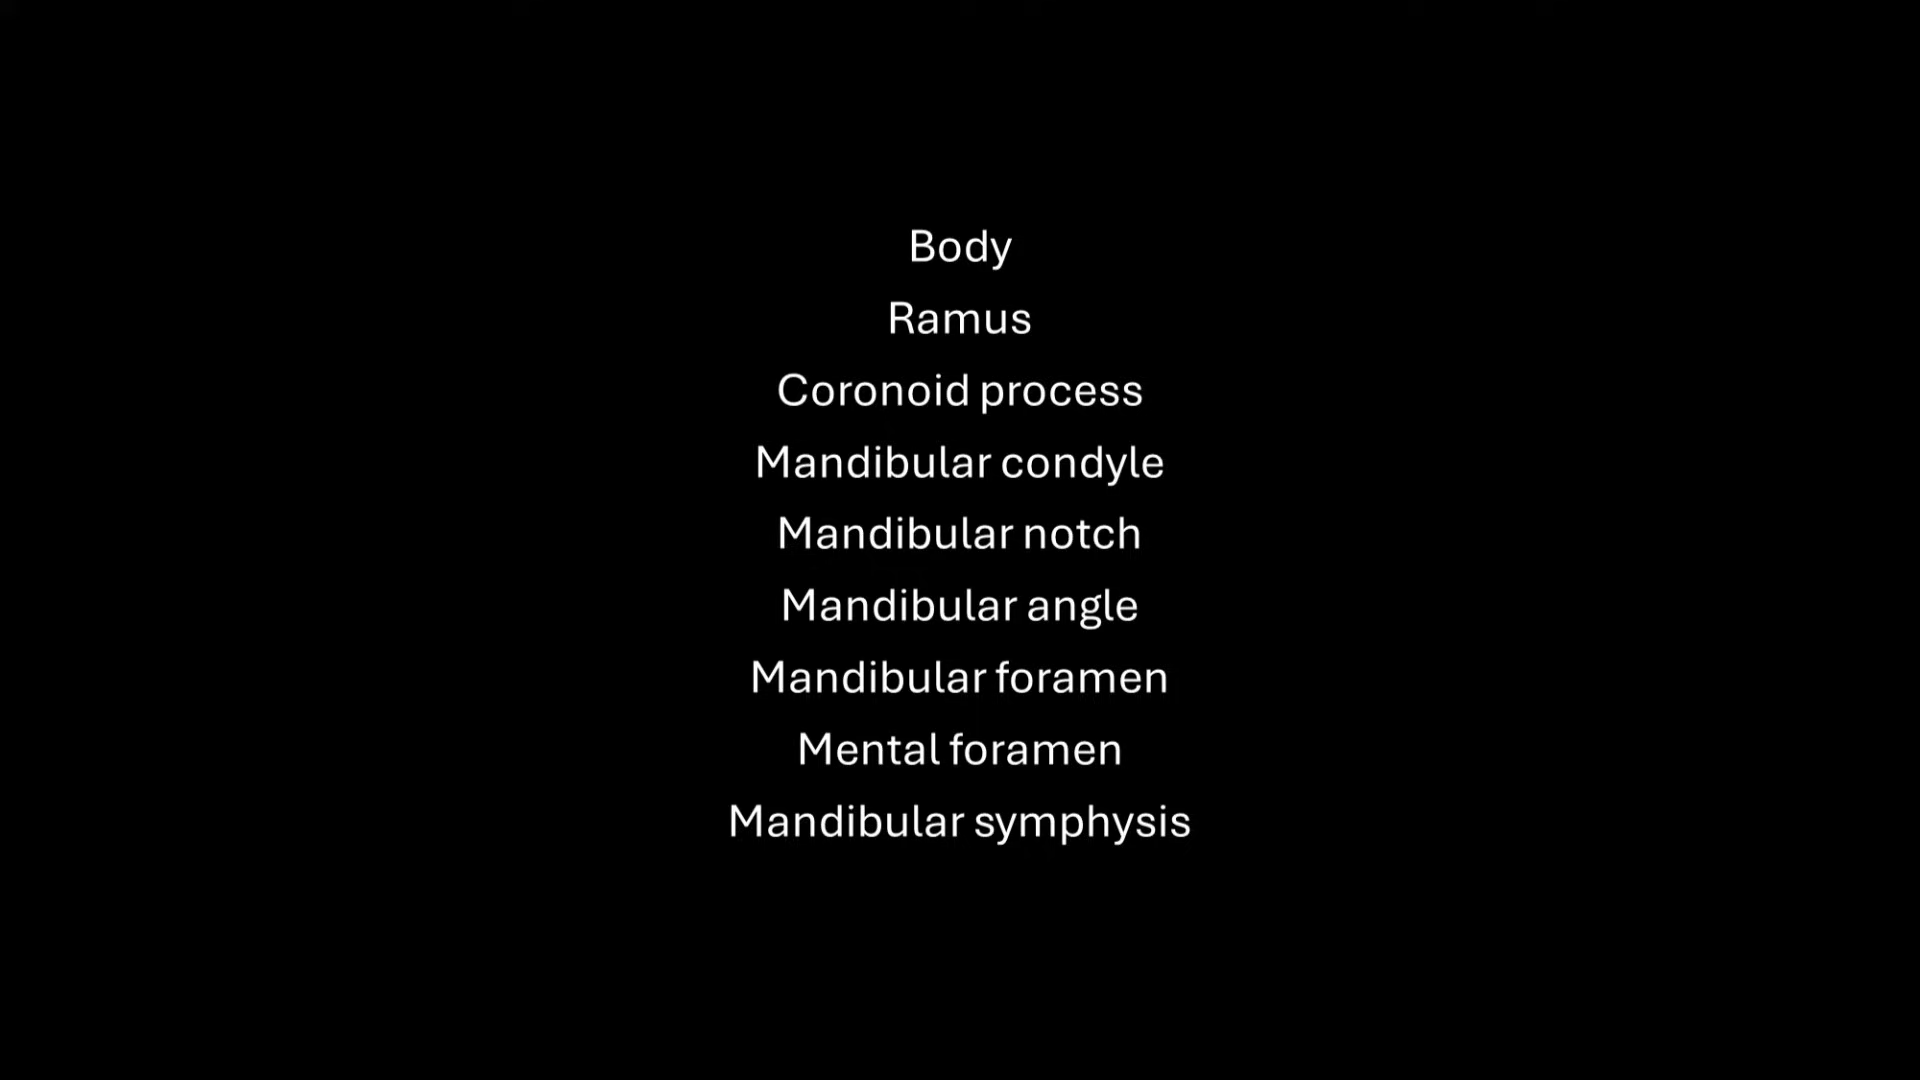 Body
Ramus
Coronoid process
Mandibular condyle
Mandibular notch
Mandibular angle
Mandibular foramen
Mental foramen
Mandibular symphysis